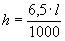 h = 6,5 · l / 1000